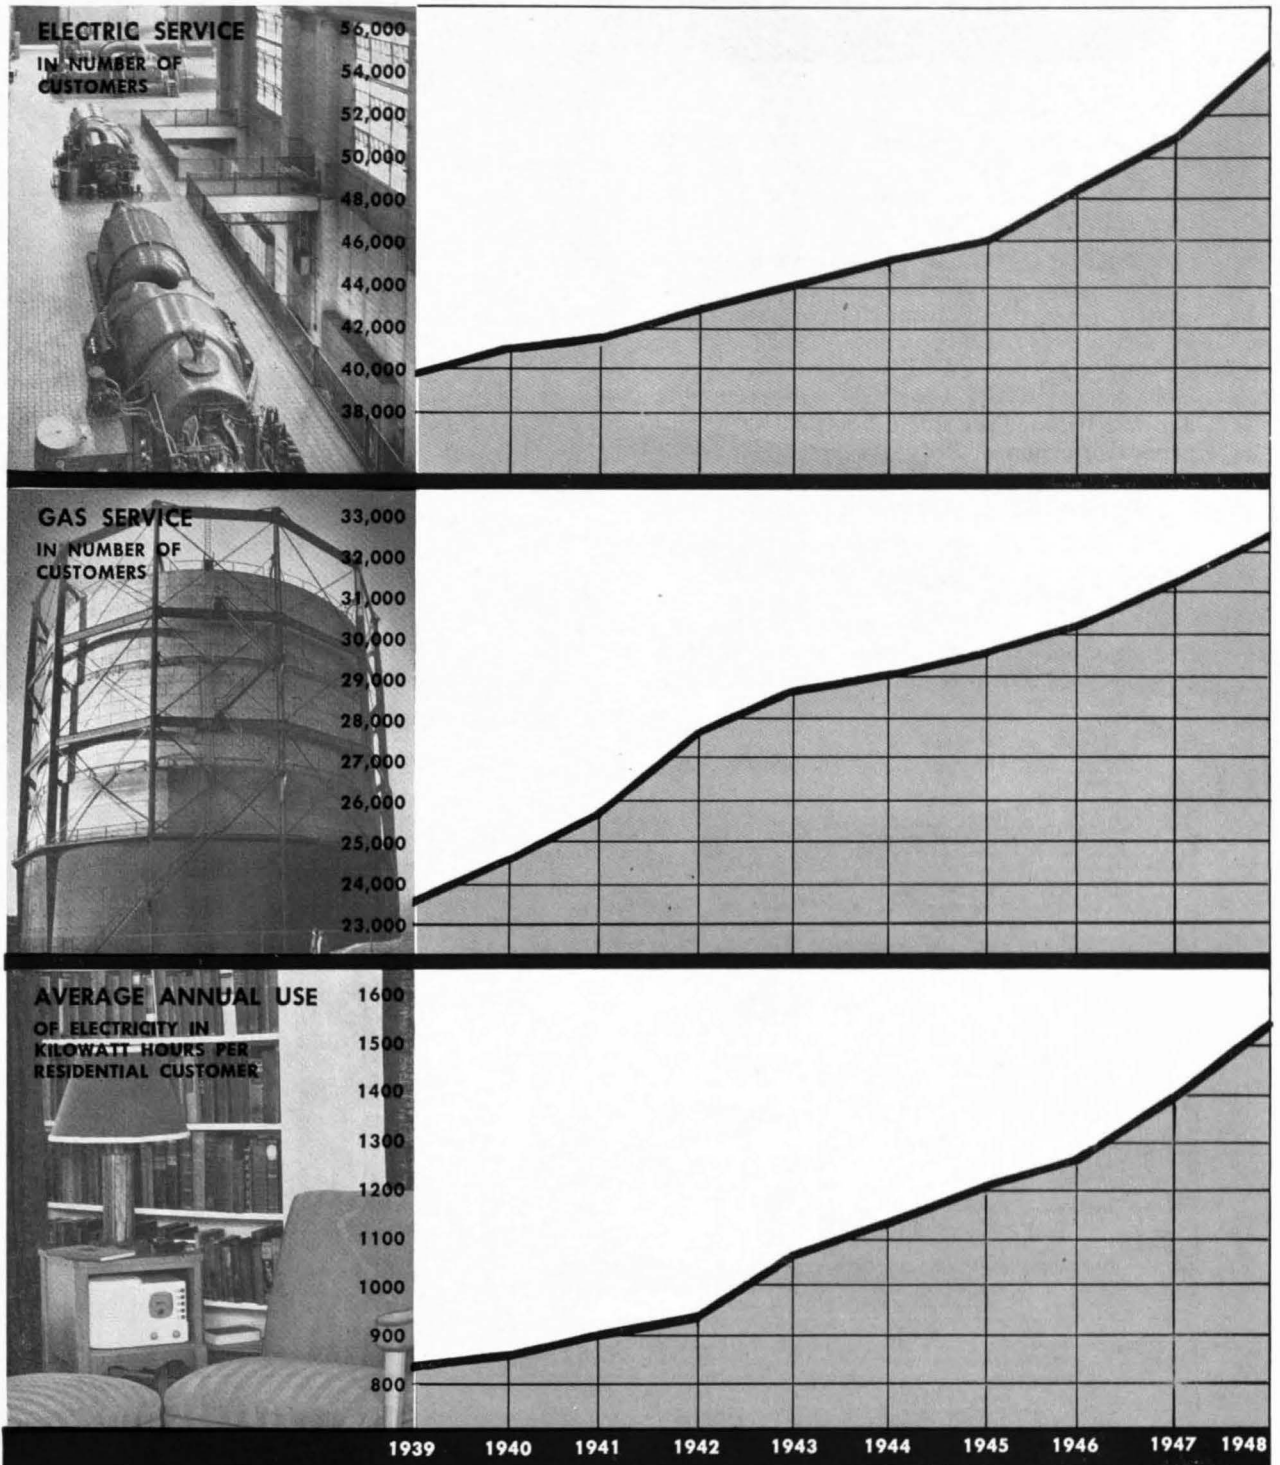 ELECTRIC SERVICE
IN NUMBER OF
CUSTOMERS
56,000
54,000
52,000
50,000
48,000
46,000
44,000
42,000
40,000
38,000
GAS SERVICE
IN NUMBER OF
CUSTOMERS
33,000
32,000
31,000
30,000
29,000
28,000
27,000
26,000
25,000
24,000
23,000
AVERAGE ANNUAL USE
OF ELECTRICITY IN
KILOWATT HOURS PER
RESIDENTIAL CUSTOMER
1600
1500
1400
1300
1200
1100
1000
900
800
1939 1940 1941 1942 1943 1944 1945 1946 1947 1948